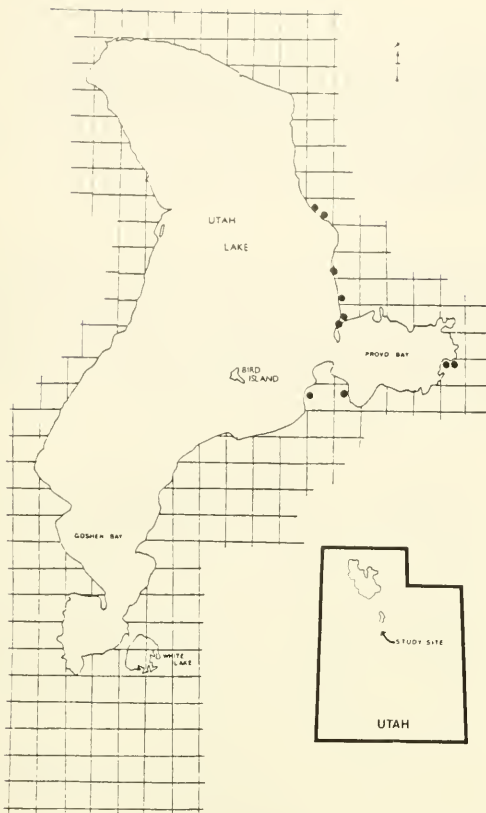 UTAH
LAKE
PROVO BAY
BIRD
ISLAND
GOSHEN BAY
WHITE
LAKE
STUDY SITE
UTAH